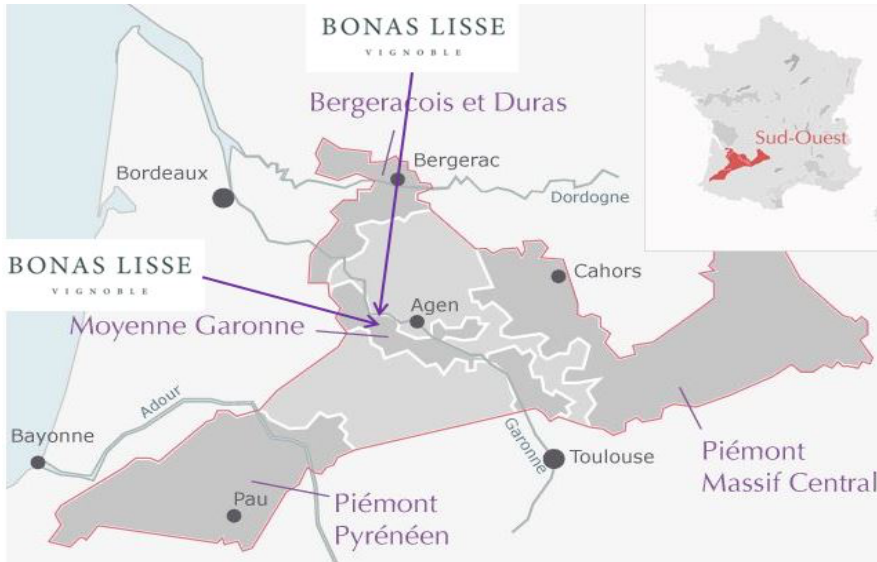 BONAS LISSE
VIGNOBLE
Bergeracois et Duras
Sud-Ouest
Bordeaux
Bergerac
Dordogne
BONAS LISSE
VIGNOBLE
Cahors
Agen
Moyenne Garonne
Adour
Bayonne
Garonne
Toulouse
Piémont
Massif Central
Pau
Piémont
Pyrénéen